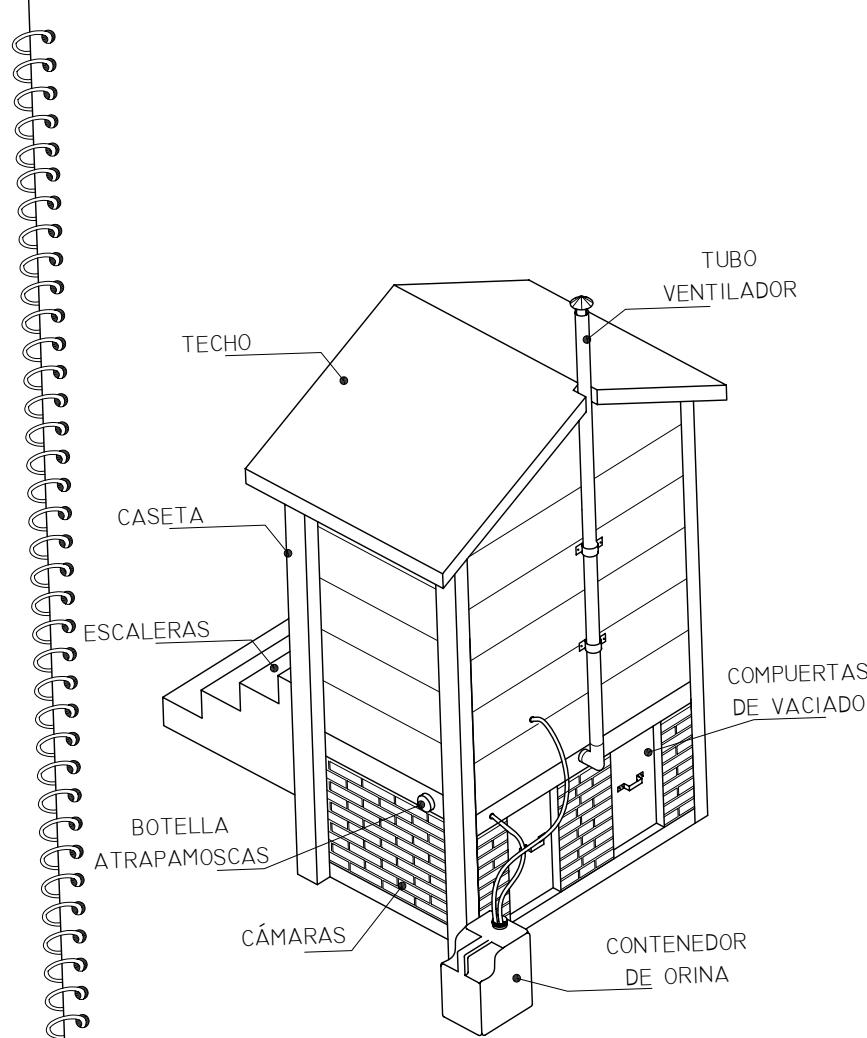 TUBO
VENTILADOR
TECHO
CASETA
ESCALERAS
COMPUERTAS
DE VACIADO
BOTELLA
ATRAPAMOSCAS
CÁMARAS
CONTENEDOR
DE ORINA